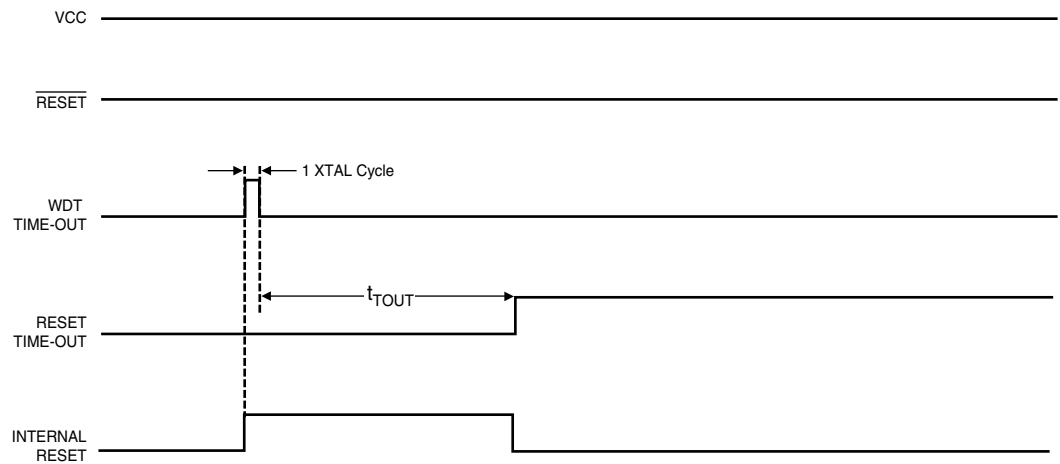 VCC
RESET
1 XTAL Cycle
WDT
TIME-OUT
tTOUT
RESET
TIME-OUT
INTERNAL
RESET